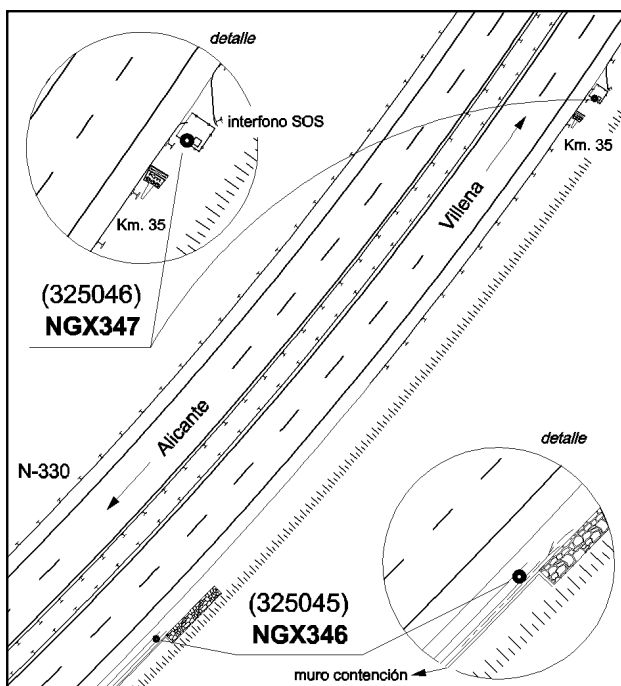 detalle
interfono SOS
Km. 35
Km. 35
Villena
(325046)
NGX347
Alicante
N-330
detalle
(325045)
NGX346
muro contención